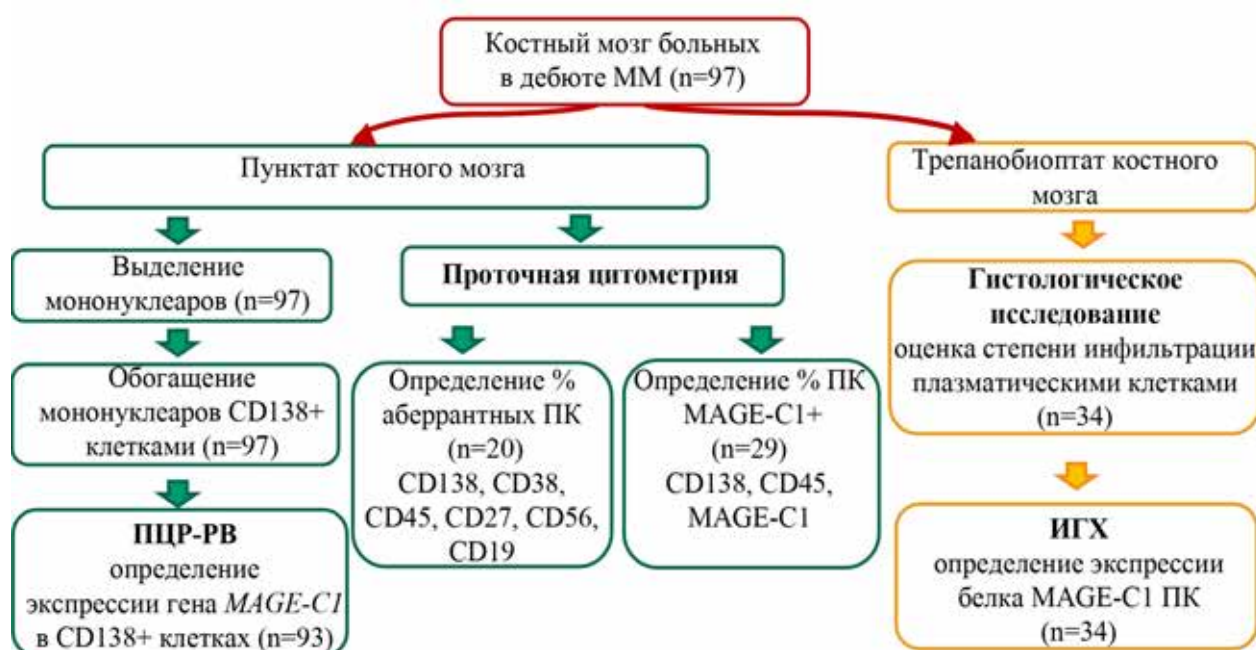 Костный мозг больных
в дебюте ММ (n=97)
Пунктат костного мозга
Трепанобиоптат костного
мозга
Выделение
мононуклеаров (n=97)
Проточная цитометрия
Гистологическое
исследование
оценка степени инфильтрации
плазматическими клетками
(n=34)
Обогащение
мононуклеаров CD138+
клетками (n=97)
Определение %
аберрантных ПК
(n=20)
CD138, CD38,
CD45, CD27, CD56,
CD19
Определение % ПК
MAGE-C1+
(n=29)
CD138, CD45,
MAGE-C1
ПЦР-РВ
определение
экспрессии гена MAGE-C1
в CD138+ клетках (n=93)
ИГХ
определение экспрессии
белка MAGE-C1 ПК
(n=34)